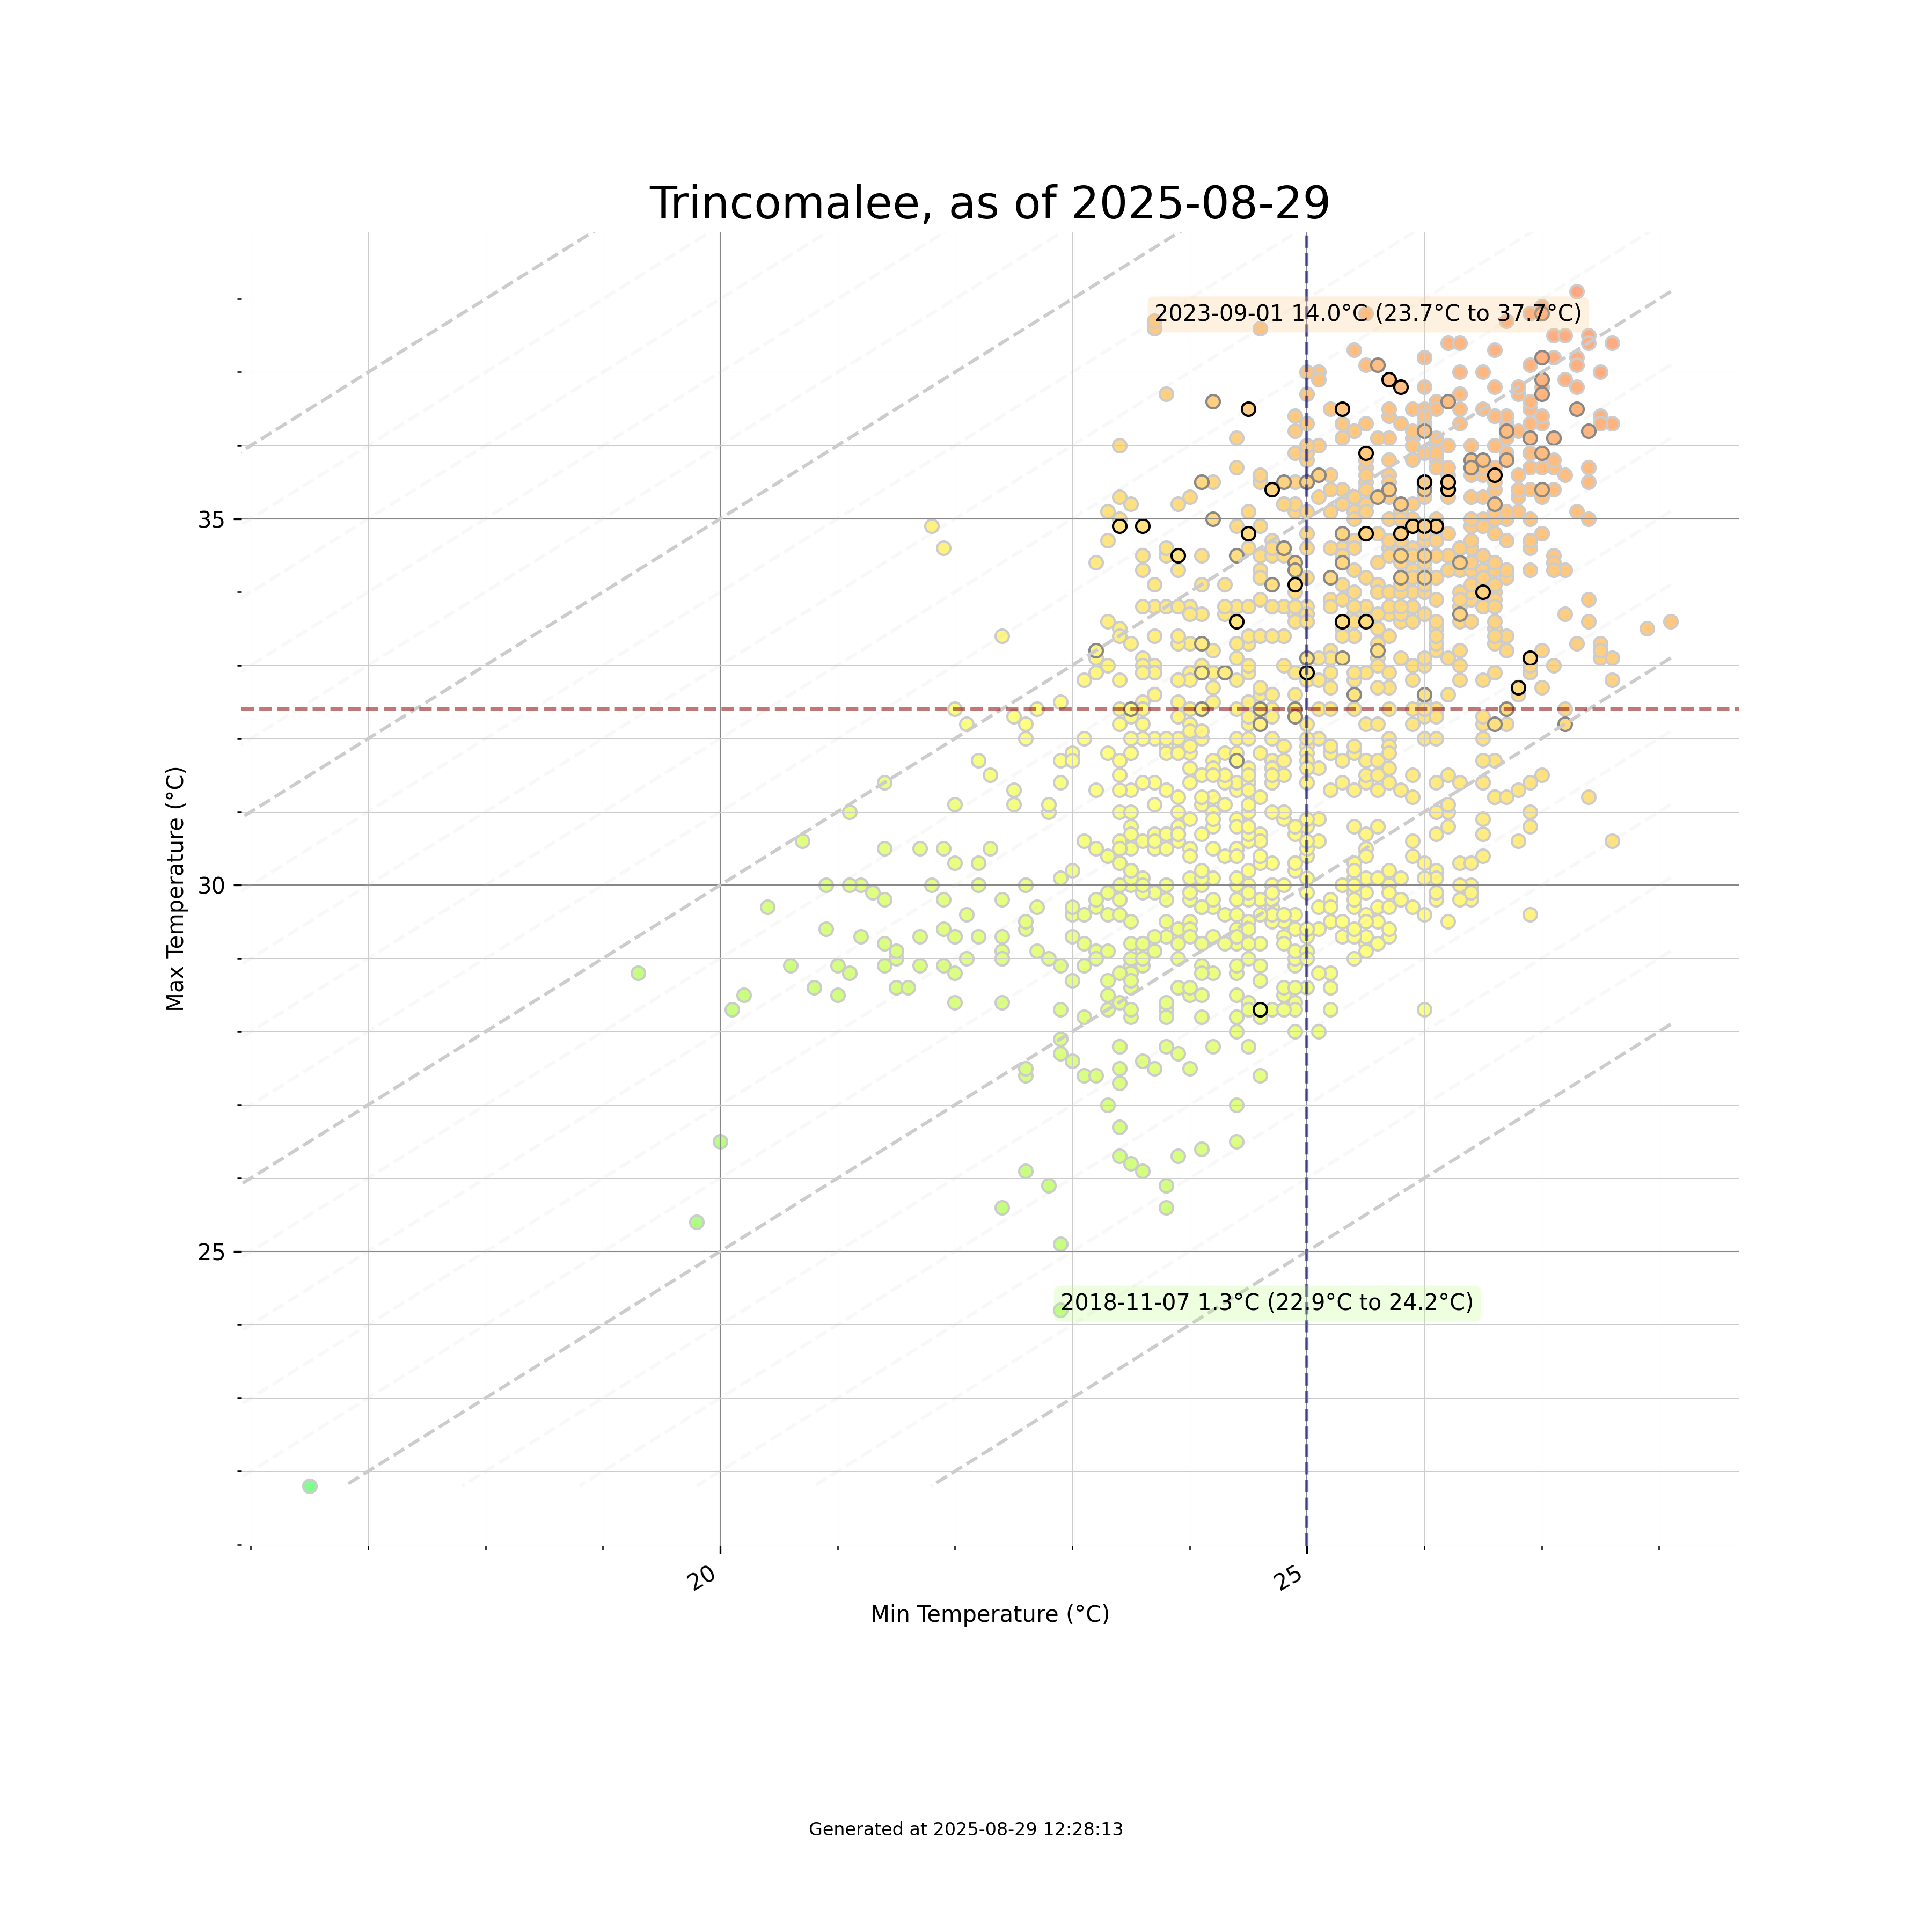 Trincomalee, as of 2025-08-29
2023-09-01 14.0°C (23.7°C to 37.7°C)
35
30
25
Max Temperature (°C)
2018-11-07 1.3°C (22.9°C to 24.2°C)
20
25
Min Temperature (°C)
Generated at 2025-08-29 12:28:13